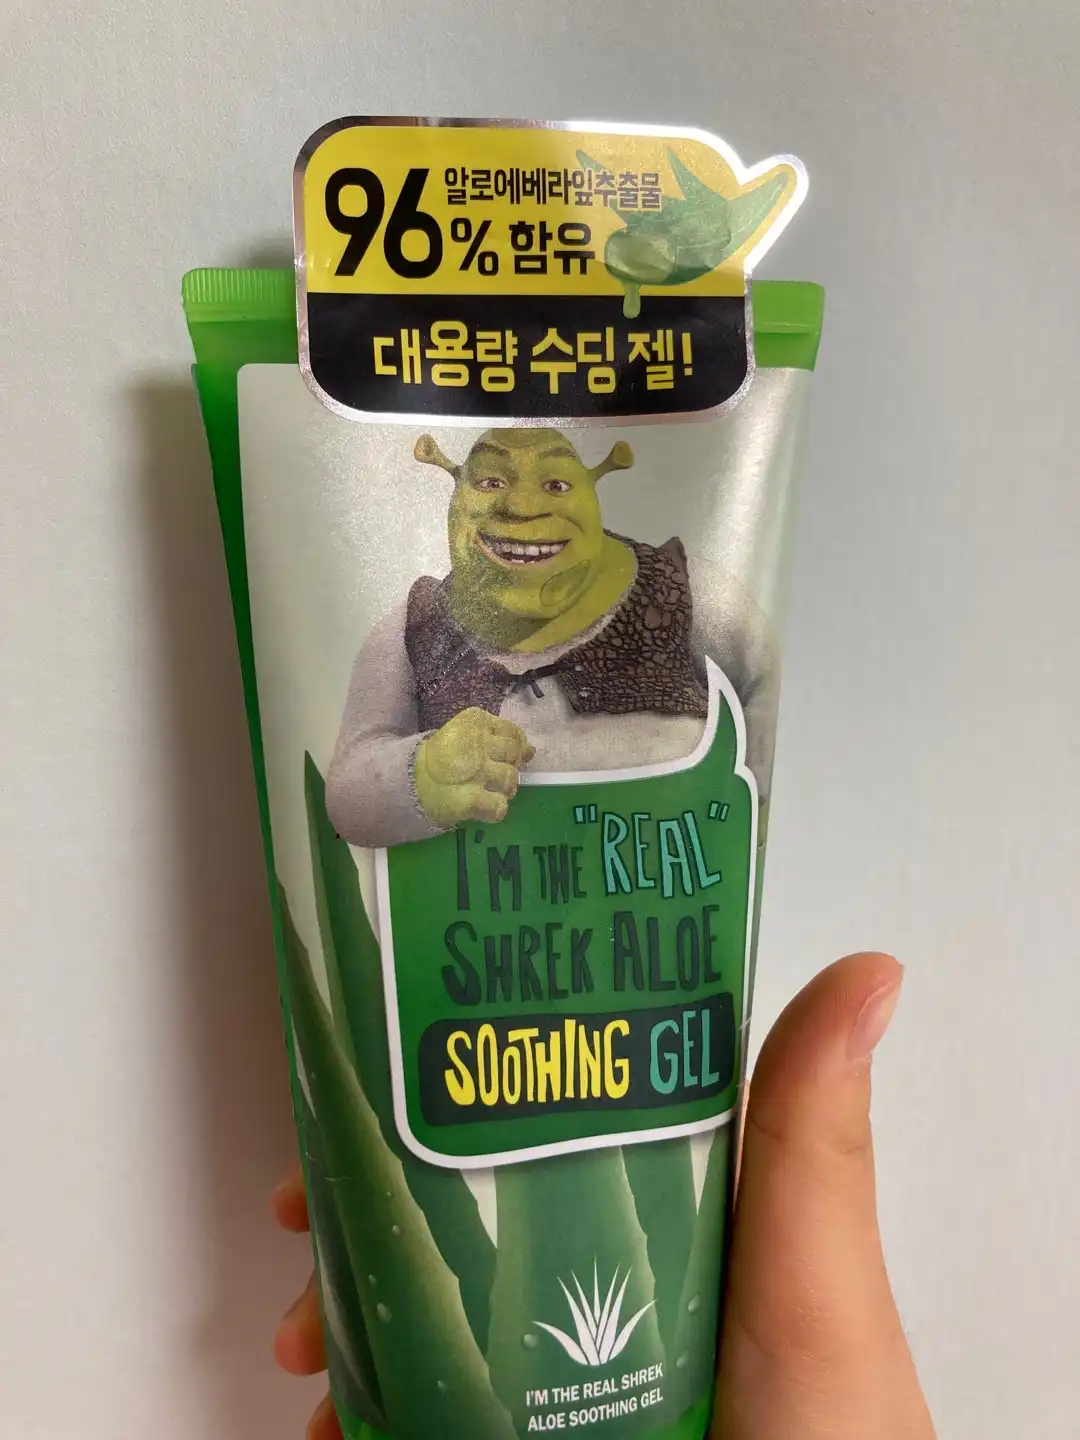 96% 알로에베라잎추출물
함유
대용량 수딩 젤!
I'M THE "REAL"
SHREK ALOE
SOOTHING GEL
I'M THE REAL SHREK
ALOE SOOTHING GEL